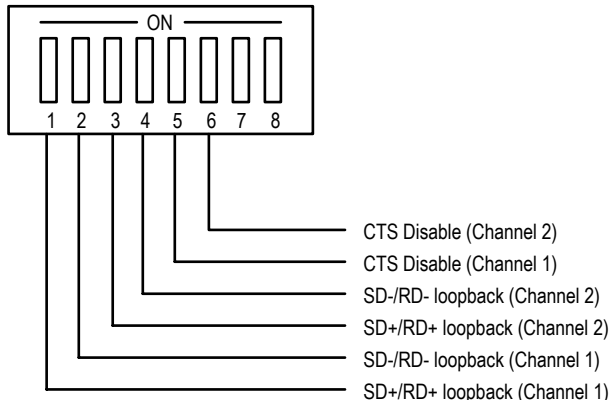 ON
1 2 3 4 5 6 7 8
CTS Disable (Channel 2)
CTS Disable (Channel 1)
SD-/RD- loopback (Channel 2)
SD+/RD+ loopback (Channel 2)
SD-/RD- loopback (Channel 1)
SD+/RD+ loopback (Channel 1)